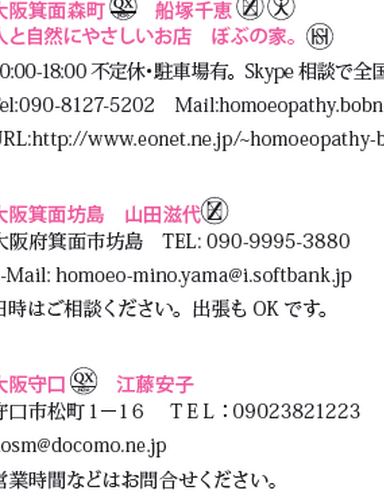 大阪箕面森町 QX 船塚千恵
人と自然にやさしいお店 ぽぶの家。
0:00-18:00 不定休・駐車場有。Skype 相談で全国
Tel:090-8127-5202 Mail:homoeopathy.bobn
URL:http://www.eonet.ne.jp/~homoeopathy-b
大阪箕面坊島 山田滋代
大阪府箕面市坊島 TEL: 090-9995-3880
-Mail: homoeo-mino.yama@i.softbank.jp
日時はご相談ください。出張も OK です。
大阪守口 QX 江藤安子
守口市松町1－16 TEL：09023821223
osm@docomo.ne.jp
営業時間などはお問合せください。